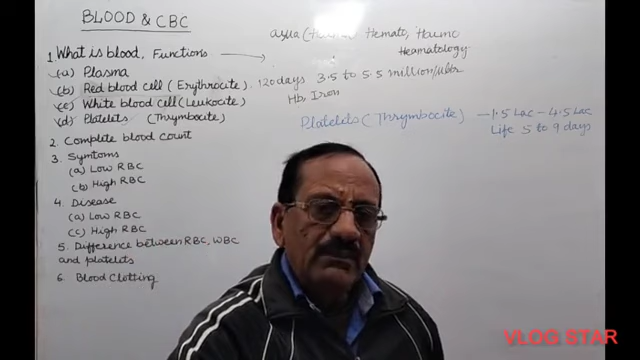 BLOOD & CBC
1. What is blood, Functions
(a) Plasma
(b) Red blood cell (Erythrocite). 120 days 3.5 to 5.5 million/
Hb, Iron
(c) White blood cell (Leukocite)
(d) Platelets (Thrymbocite)
2. Complete blood count
3. Symtoms
(a) Low RBC
(b) High RBC
4. Disease
(a) Low RBC
(c) High RBC
5. Difference between RBC, WBC
and platelets
6. Blood Clotting
Hemato, Haemo
Heamatology
Platelets (Thrymbocite) — 1.5 Lac – 4.5 Lac
Life 5 to 9 days
VLOG STAR